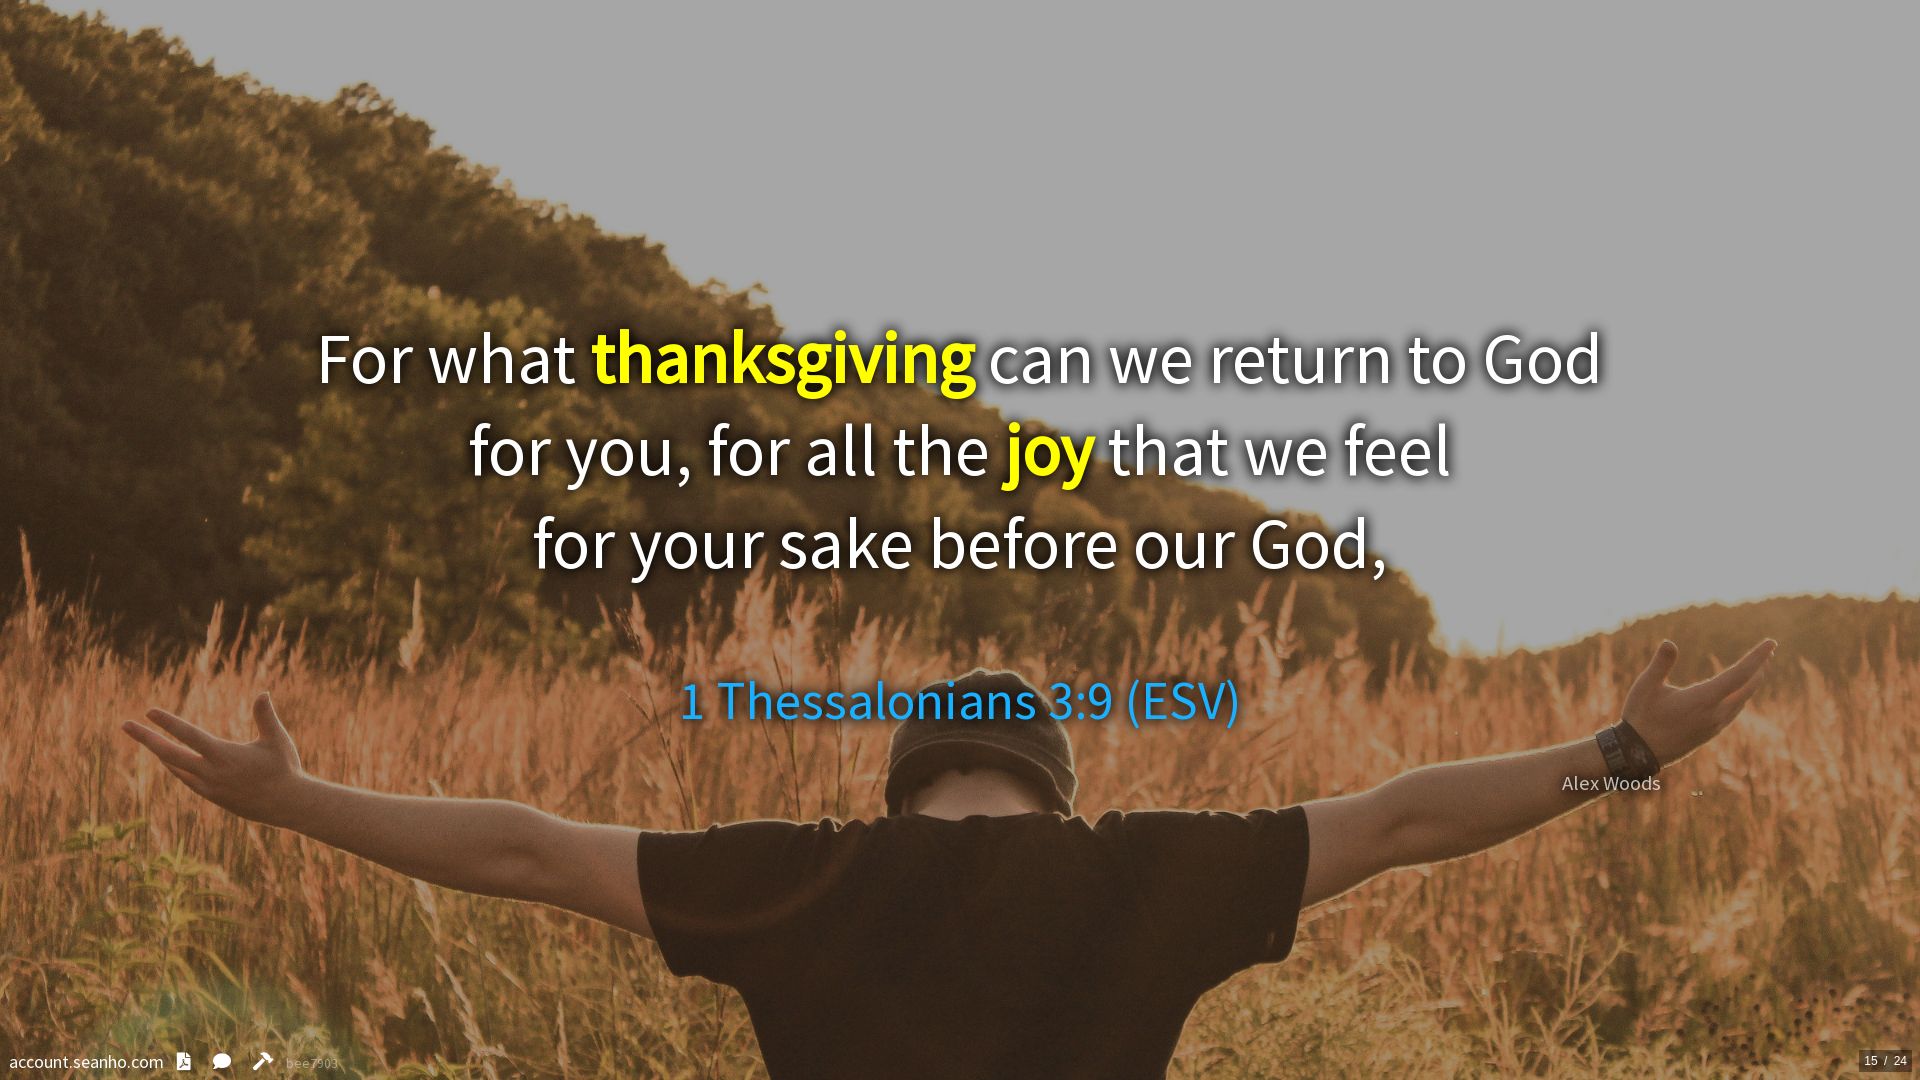 For what thanksgiving can we return to God
for you, for all the joy that we feel
for your sake before our God,
1 Thessalonians 3:9 (ESV)
Alex Woods
account.seanho.com bee7903
15 / 24